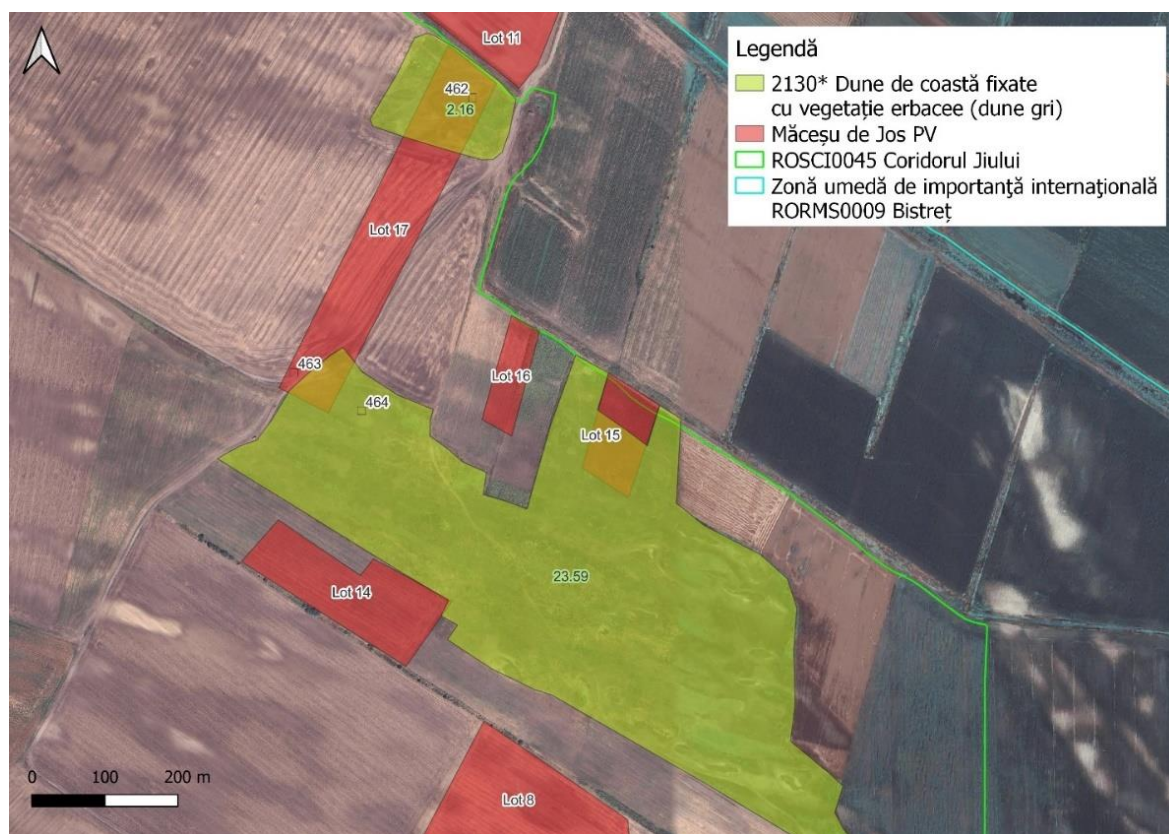 Lot 11
462
2.16
Lot 17
463
464
Lot 16
Lot 15
23.59
Lot 14
Lot 8
Legendă
2130* Dune de coastă fixate
cu vegetație erbacee (dune gri)
Măceșu de Jos PV
ROSCI0045 Coridorul Jiului
Zonă umedă de importanță internațională
RORMS0009 Bistreț
0 100 200 m